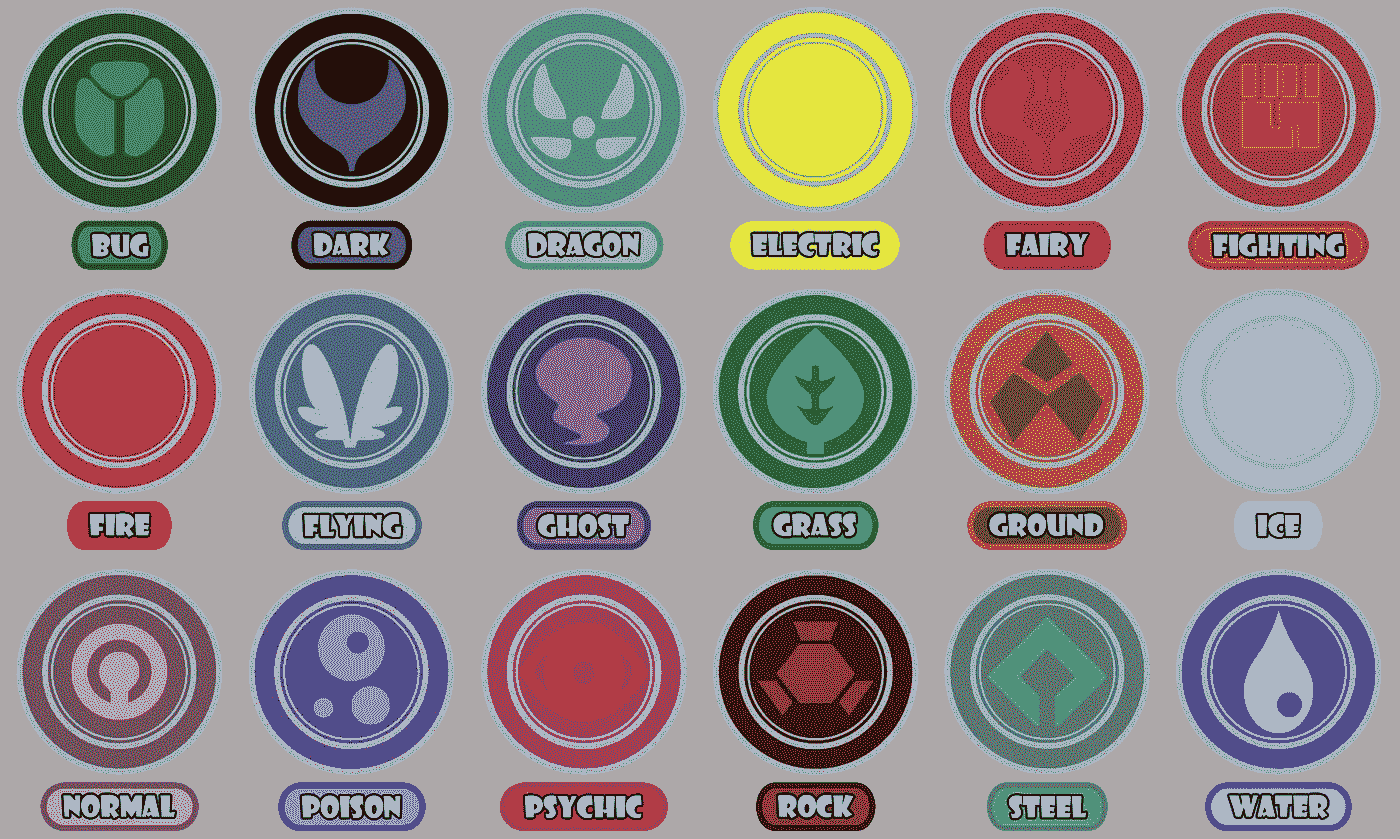 BUG DARK DRAGON ELECTRIC FAIRY FIGHTING
FIRE FLYING GHOST GRASS GROUND ICE
NORMAL POISON PSYCHIC ROCK STEEL WATER